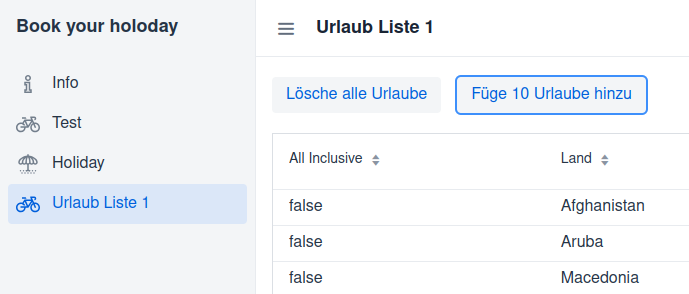 Book your holoday
Info
Test
Holiday
Urlaub Liste 1
Urlaub Liste 1
Lösche alle Urlaube
Füge 10 Urlaube hinzu
All Inclusive
Land
false
Afghanistan
false
Aruba
false
Macedonia